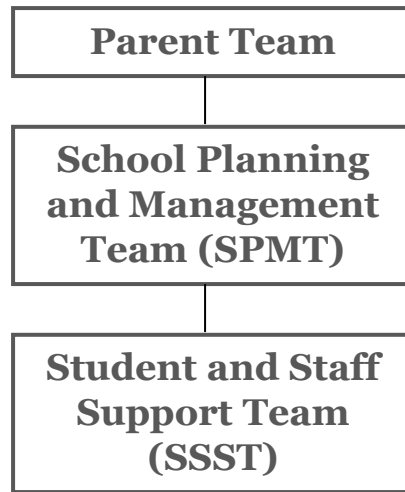 Parent Team
School Planning
and Management
Team (SPMT)
Student and Staff
Support Team
(SSST)